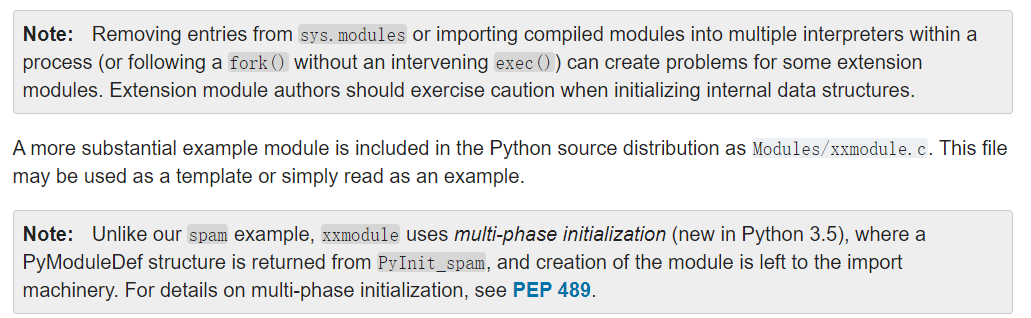 Note: Removing entries from sys.modules or importing compiled modules into multiple interpreters within a
process (or following a fork() without an intervening exec()) can create problems for some extension
modules. Extension module authors should exercise caution when initializing internal data structures.
A more substantial example module is included in the Python source distribution as Modules/xxmodule.c. This file
may be used as a template or simply read as an example.
Note: Unlike our spam example, xxmodule uses multi-phase initialization (new in Python 3.5), where a
PyModuleDef structure is returned from PyInit_spam, and creation of the module is left to the import
machinery. For details on multi-phase initialization, see PEP 489.